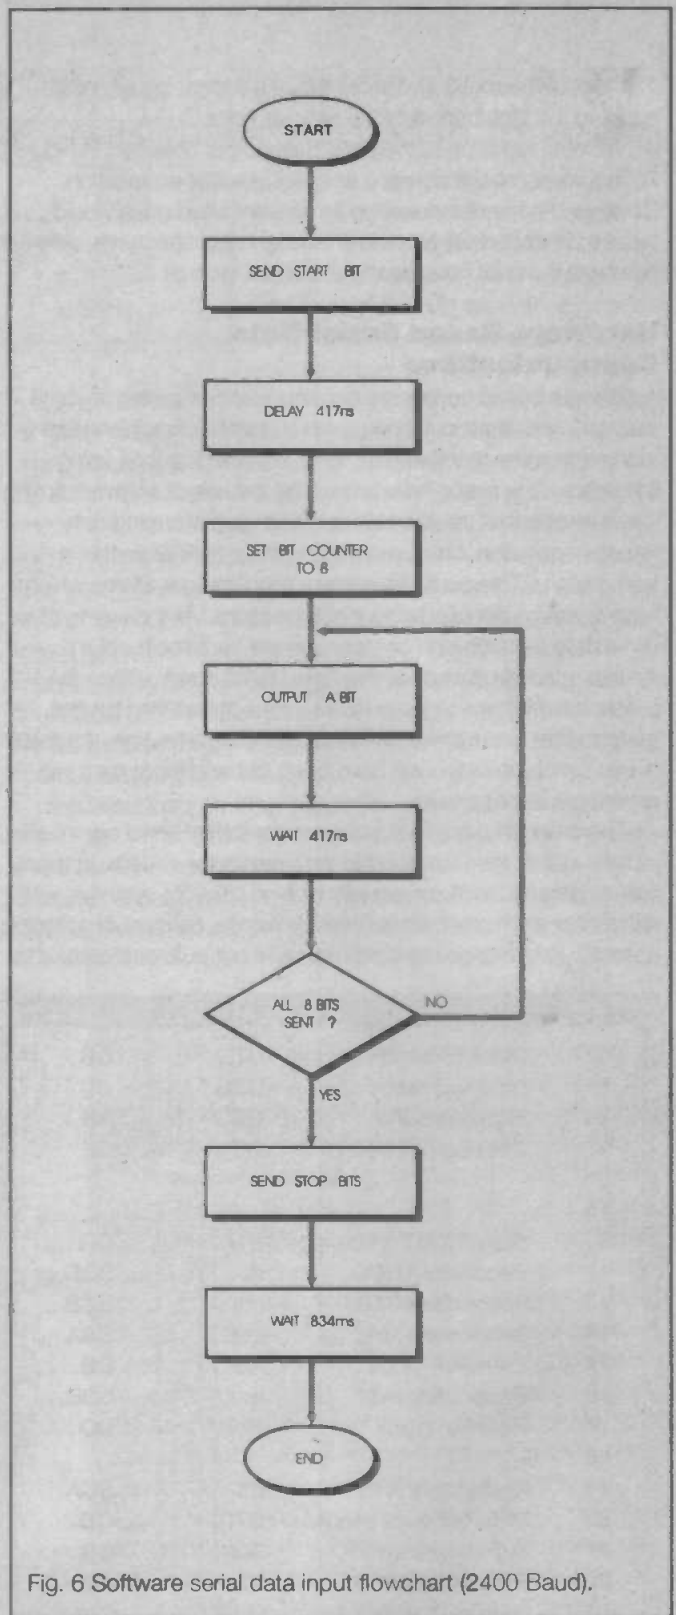 START
SEND START BIT
DELAY 417ns
SET BIT COUNTER
TO 8
OUTPUT A BIT
WAIT 417ns
ALL 8 BITS
SENT ?
NO
YES
SEND STOP BITS
WAIT 834ms
END
Fig. 6 Software serial data input flowchart (2400 Baud).